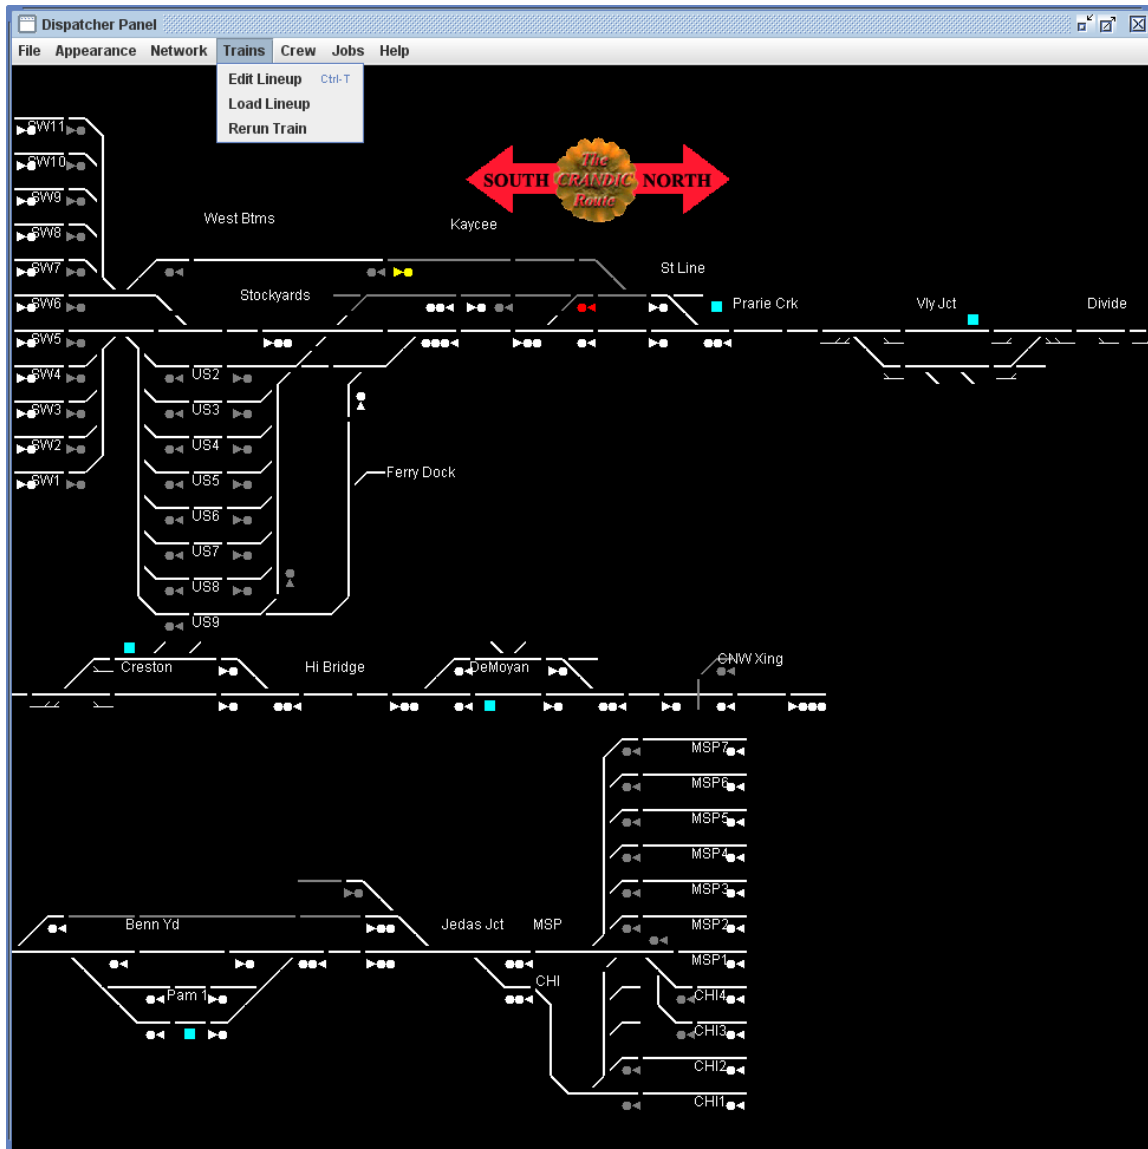 Dispatcher Panel
File Appearance Network Trains Crew Jobs Help
Edit Lineup Ctrl-T
Load Lineup
Rerun Train
SW11
SW10
SW9
SW8
SW7
SW6
SW5
SW4
SW3
SW2
SW1
The
SOUTH CRANDIC NORTH
Route
West Btms
Kaycee
St Line
Stockyards
Prarie Crk
Vly Jct
Divide
US2
US3
US4
US5
US6
US7
US8
US9
Ferry Dock
Creston
Hi Bridge
DeMoyan
CNW Xing
MSP7
MSP6
MSP5
MSP4
MSP3
MSP2
MSP1
Benn Yd
Jedas Jct
MSP
CHI
Pam 1
CHI4
CHI3
CHI2
CHI1